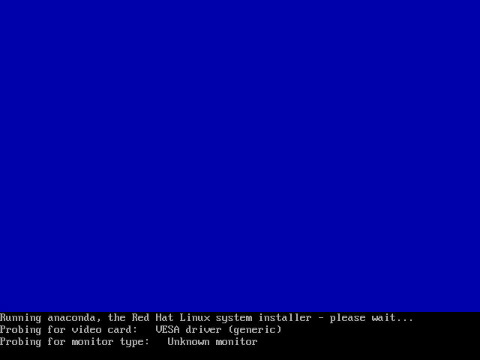 Running anaconda, the Red Hat Linux system installer - please wait...
Probing for video card:   VESA driver (generic)
Probing for monitor type:   Unknown monitor